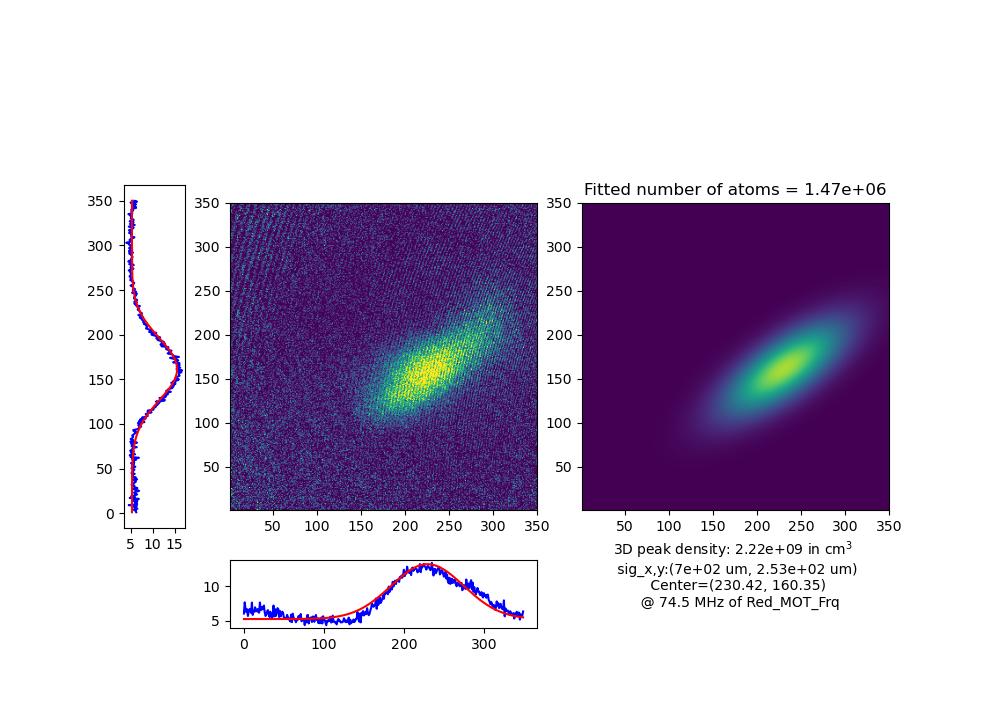 Fitted number of atoms = 1.47e+06
350
300
250
200
150
100
50
0
5 10 15
350
300
250
200
150
100
50
50 100 150 200 250 300 350
350
300
250
200
150
100
50
50 100 150 200 250 300 350
10
5
0 100 200 300
3D peak density: 2.22e+09 in cm³
sig_x,y:(7e+02 um, 2.53e+02 um)
Center=(230.42, 160.35)
@ 74.5 MHz of Red_MOT_Frq